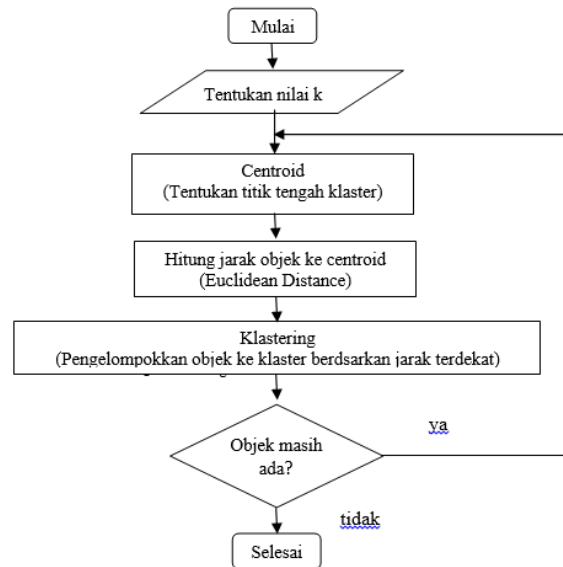 Mulai
Tentukan nilai k
Centroid
(Tentukan titik tengah klaster)
Hitung jarak objek ke centroid
(Euclidean Distance)
Klastering
(Pengelompokkan objek ke klaster berdsarkan jarak terdekat)
Objek masih
ada?
ya
tidak
Selesai